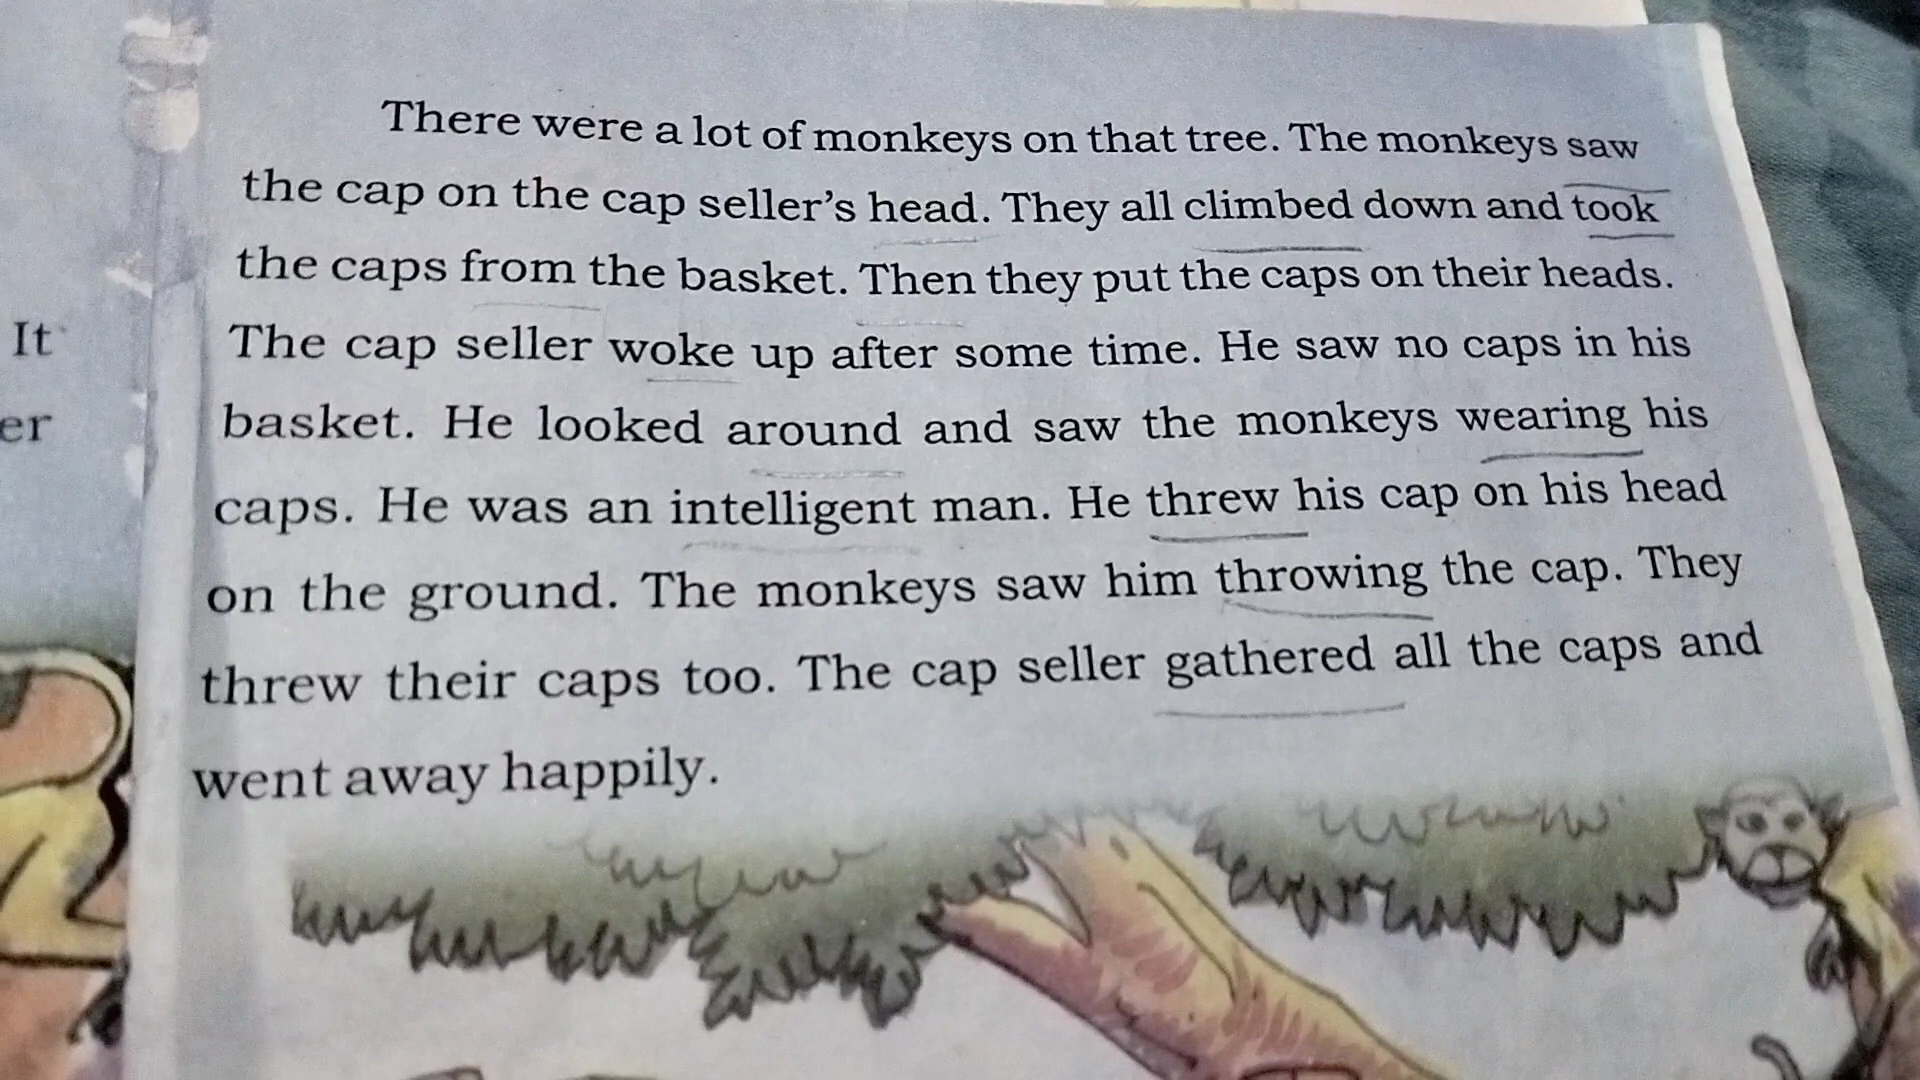 There were a lot of monkeys on that tree. The monkeys saw
the cap on the cap seller's head. They all climbed down and took
the caps from the basket. Then they put the caps on their heads.
The cap seller woke up after some time. He saw no caps in his
basket. He looked around and saw the monkeys wearing his
caps. He was an intelligent man. He threw his cap on his head
on the ground. The monkeys saw him throwing the cap. They
threw their caps too. The cap seller gathered all the caps and
went away happily.
It
er